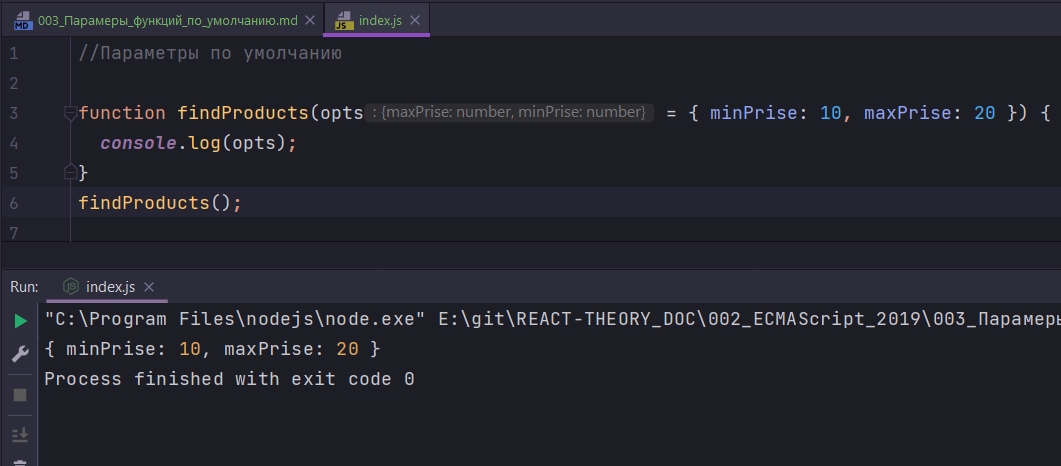 MD 003_Парамеры_функций_по_умолчанию.md JS index.js
1 //Параметры по умолчанию
2
3 function findProducts(opts : {maxPrise: number, minPrise: number} = { minPrise: 10, maxPrise: 20 }) {
4 console.log(opts);
5 }
6 findProducts();
7
Run: JS index.js
"C:\Program Files\nodejs\node.exe" E:\git\REACT-THEORY_DOC\002_ECMAScript_2019\003_Парамеры
{ minPrise: 10, maxPrise: 20 }
Process finished with exit code 0